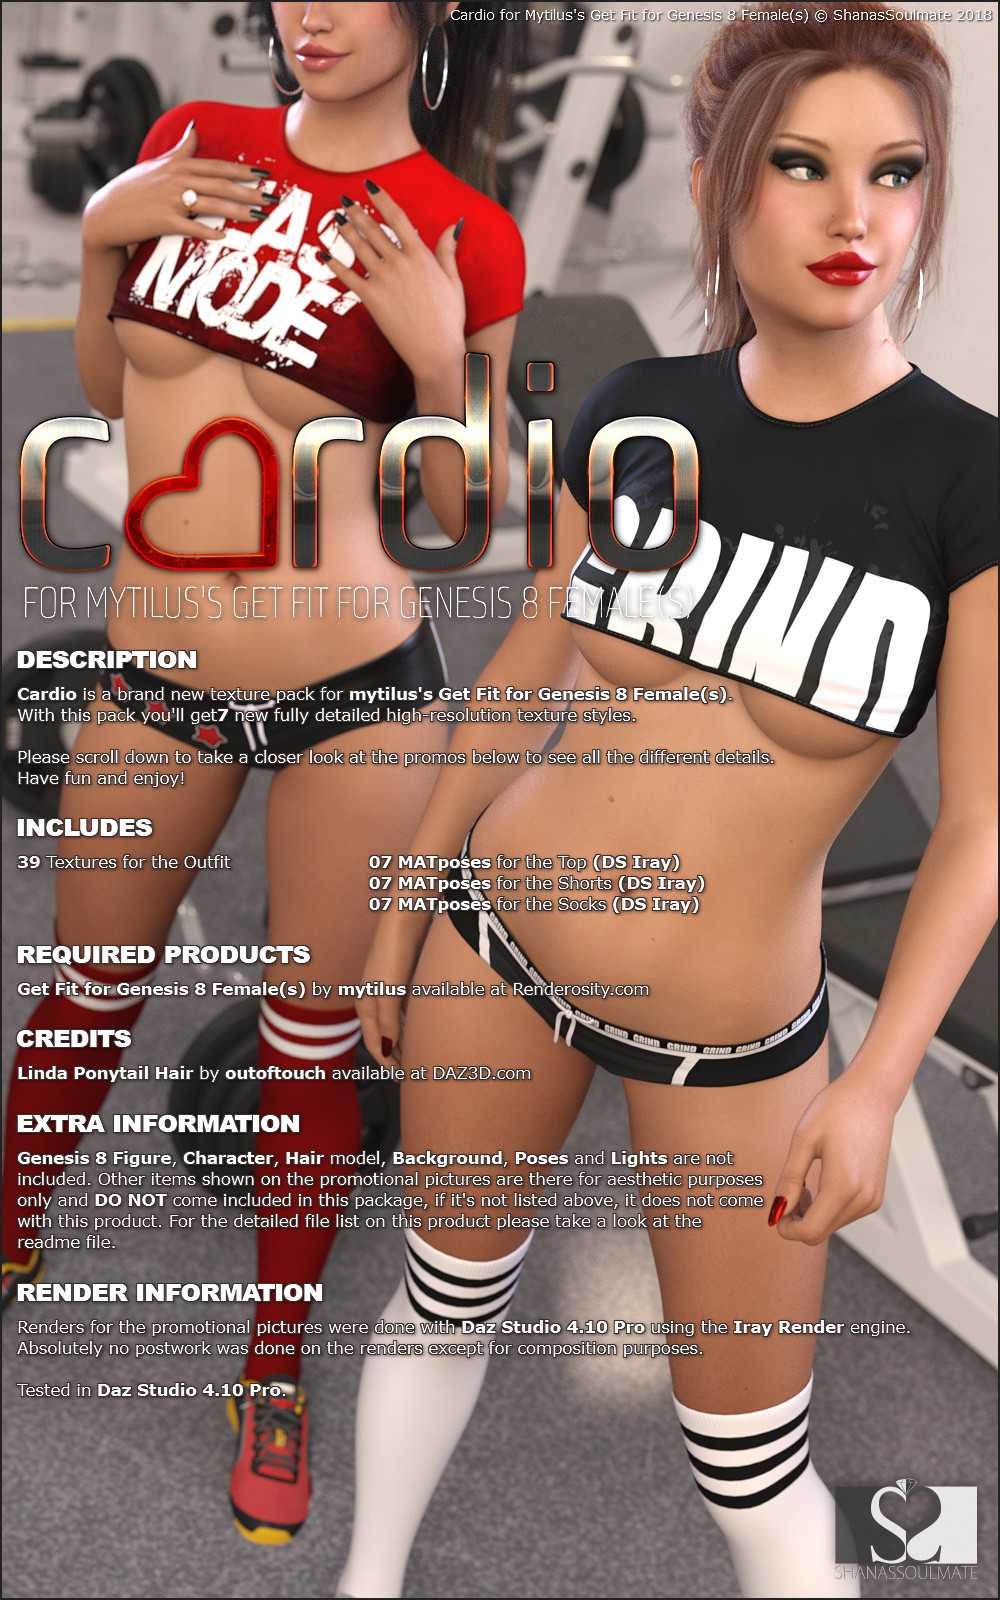 Cardio for Mytilus's Get Fit for Genesis 8 Female(s) © ShanasSoulmate 2018
MODE
GRIND
cardio
FOR MYTILUS'S GET FIT FOR GENESIS 8 FEMALE(S)
DESCRIPTION
Cardio is a brand new texture pack for mytilus's Get Fit for Genesis 8 Female(s).
With this pack you'll get7 new fully detailed high-resolution texture styles.
Please scroll down to take a closer look at the promos below to see all the different details.
Have fun and enjoy!
INCLUDES
39 Textures for the Outfit
07 MATposes for the Top (DS Iray)
07 MATposes for the Shorts (DS Iray)
07 MATposes for the Socks (DS Iray)
REQUIRED PRODUCTS
Get Fit for Genesis 8 Female(s) by mytilus available at Renderosity.com
GRIND GRIND GRIND GRIND GRIND GRIND GRIND
CREDITS
Linda Ponytail Hair by outoftouch available at DAZ3D.com
EXTRA INFORMATION
Genesis 8 Figure, Character, Hair model, Background, Poses and Lights are not
included. Other items shown on the promotional pictures are there for aesthetic purposes
only and DO NOT come included in this package, if it's not listed above, it does not come
with this product. For the detailed file list on this product please take a look at the
readme file.
RENDER INFORMATION
Renders for the promotional pictures were done with Daz Studio 4.10 Pro using the Iray Render engine.
Absolutely no postwork was done on the renders except for composition purposes.
Tested in Daz Studio 4.10 Pro.
SS
SHANASSOULMATE